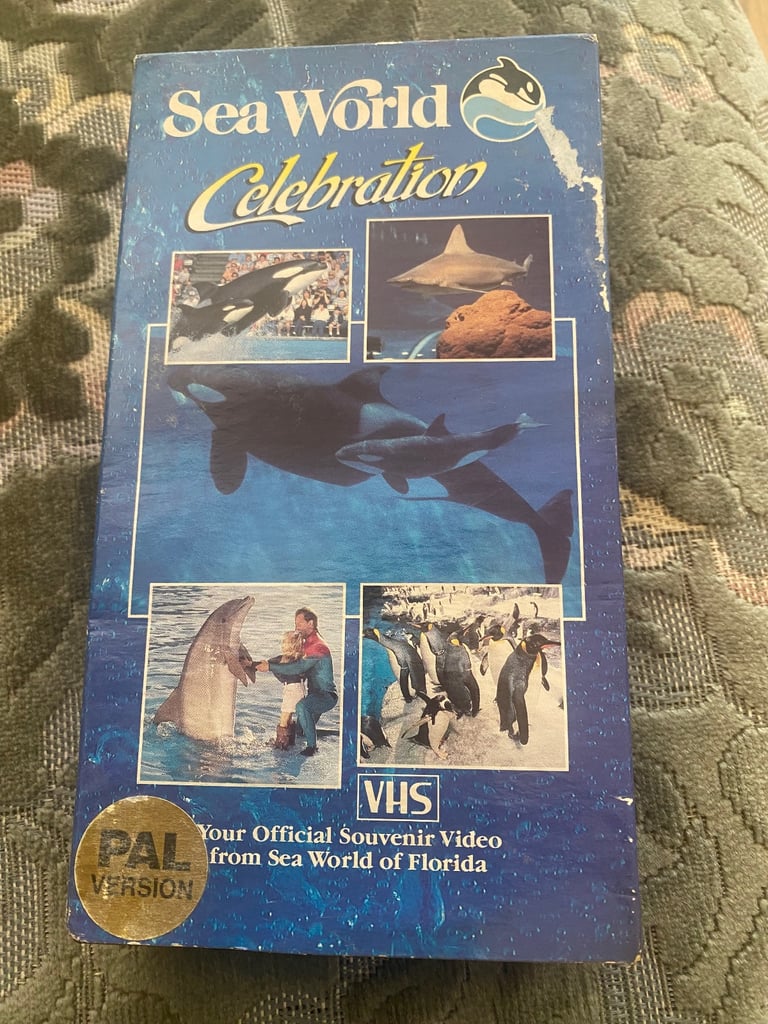 Sea World
Celebration
VHS
Your Official Souvenir Video
from Sea World of Florida
PAL
VERSION